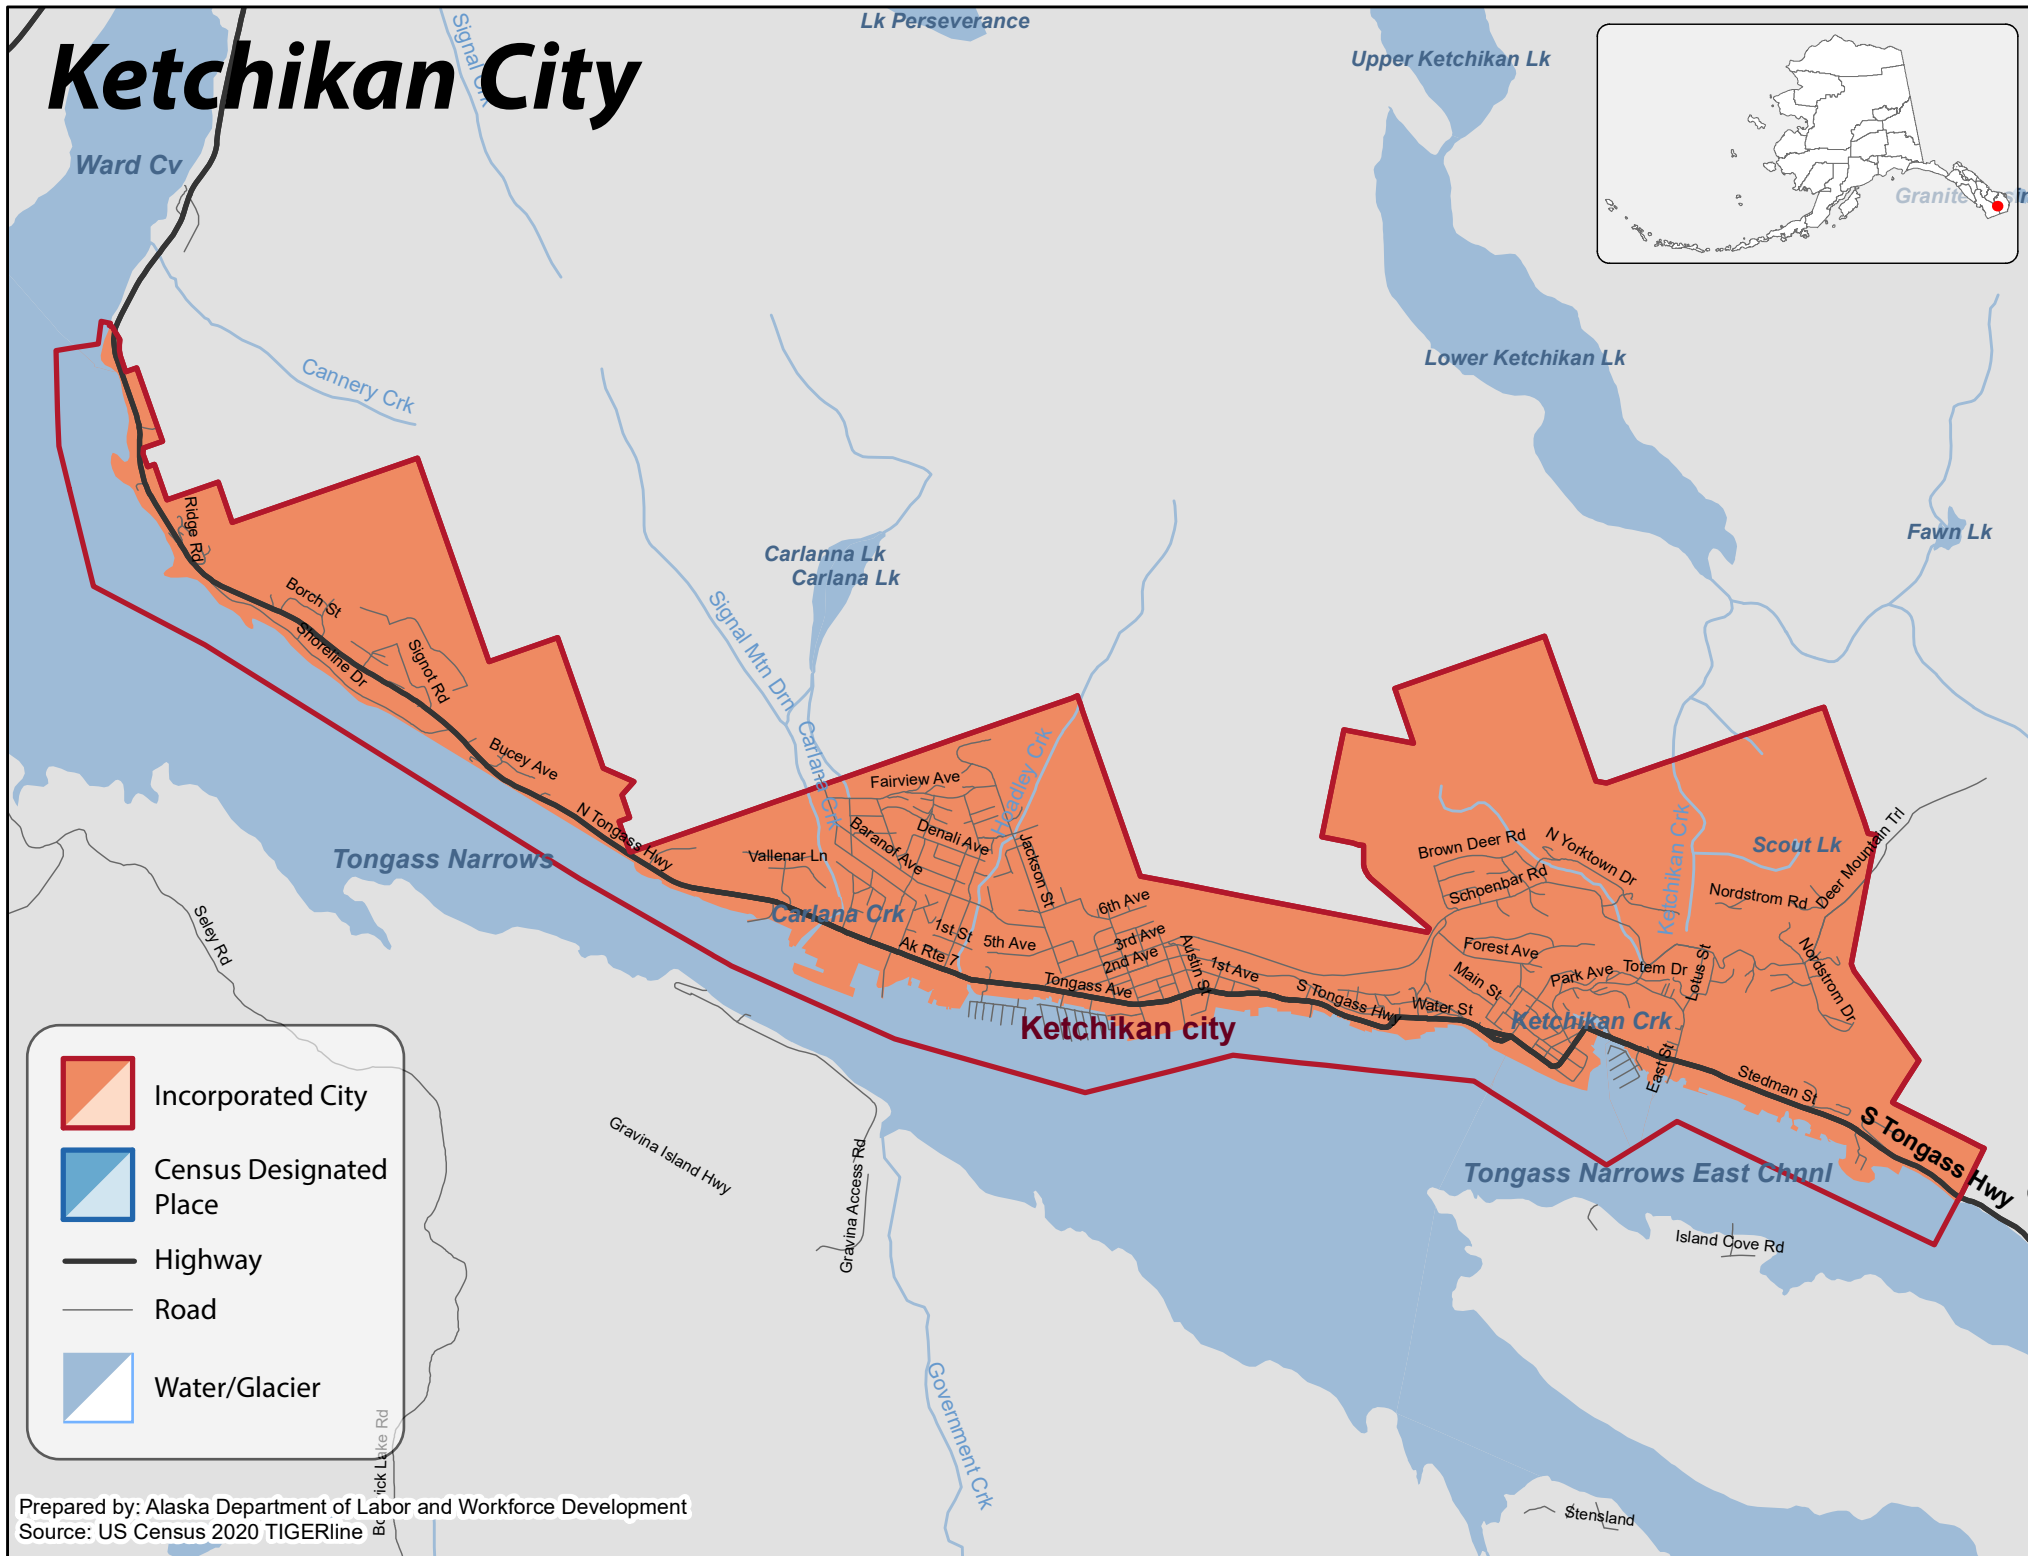 Ketchikan City
Signal Crk
Lk Perseverance
Upper Ketchikan Lk
Ward Cv
Granite
Lower Ketchikan Lk
Cannery Crk
Fawn Lk
Carlanna Lk
Carlana Lk
Ridge Rd
Borch St
Shoreline Dr
Signot Rd
Signal Mtn Drn
Carlana Crk
Bucey Ave
Fairview Ave
Hoadley Crk
N Tongass Hwy
Baranof Ave
Denali Ave
Jackson St
Vallenar Ln
Tongass Narrows
Brown Deer Rd
N Yorktown Dr
Ketchikan Crk
Scout Lk
Deer Mountain Trl
Schoenbar Rd
Nordstrom Rd
Seley Rd
Carlana Crk
1st St
5th Ave
6th Ave
3rd Ave
2nd Ave
Austin St
1st Ave
Ak Rte 7
Tongass Ave
S Tongass Hwy
Forest Ave
Main St
Park Ave
Totem Dr
Lotus St
Nordstrom Dr
Water St
Ketchikan city
Ketchikan Crk
East St
Stedman St
S Tongass Hwy
Tongass Narrows East Chnnl
Island Cove Rd
Gravina Island Hwy
Gravina Access Rd
Incorporated City
Census Designated
Place
Highway
Road
Water/Glacier
Government Crk
Lake Rd
Stensland
Prepared by: Alaska Department of Labor and Workforce Development
Source: US Census 2020 TIGERline